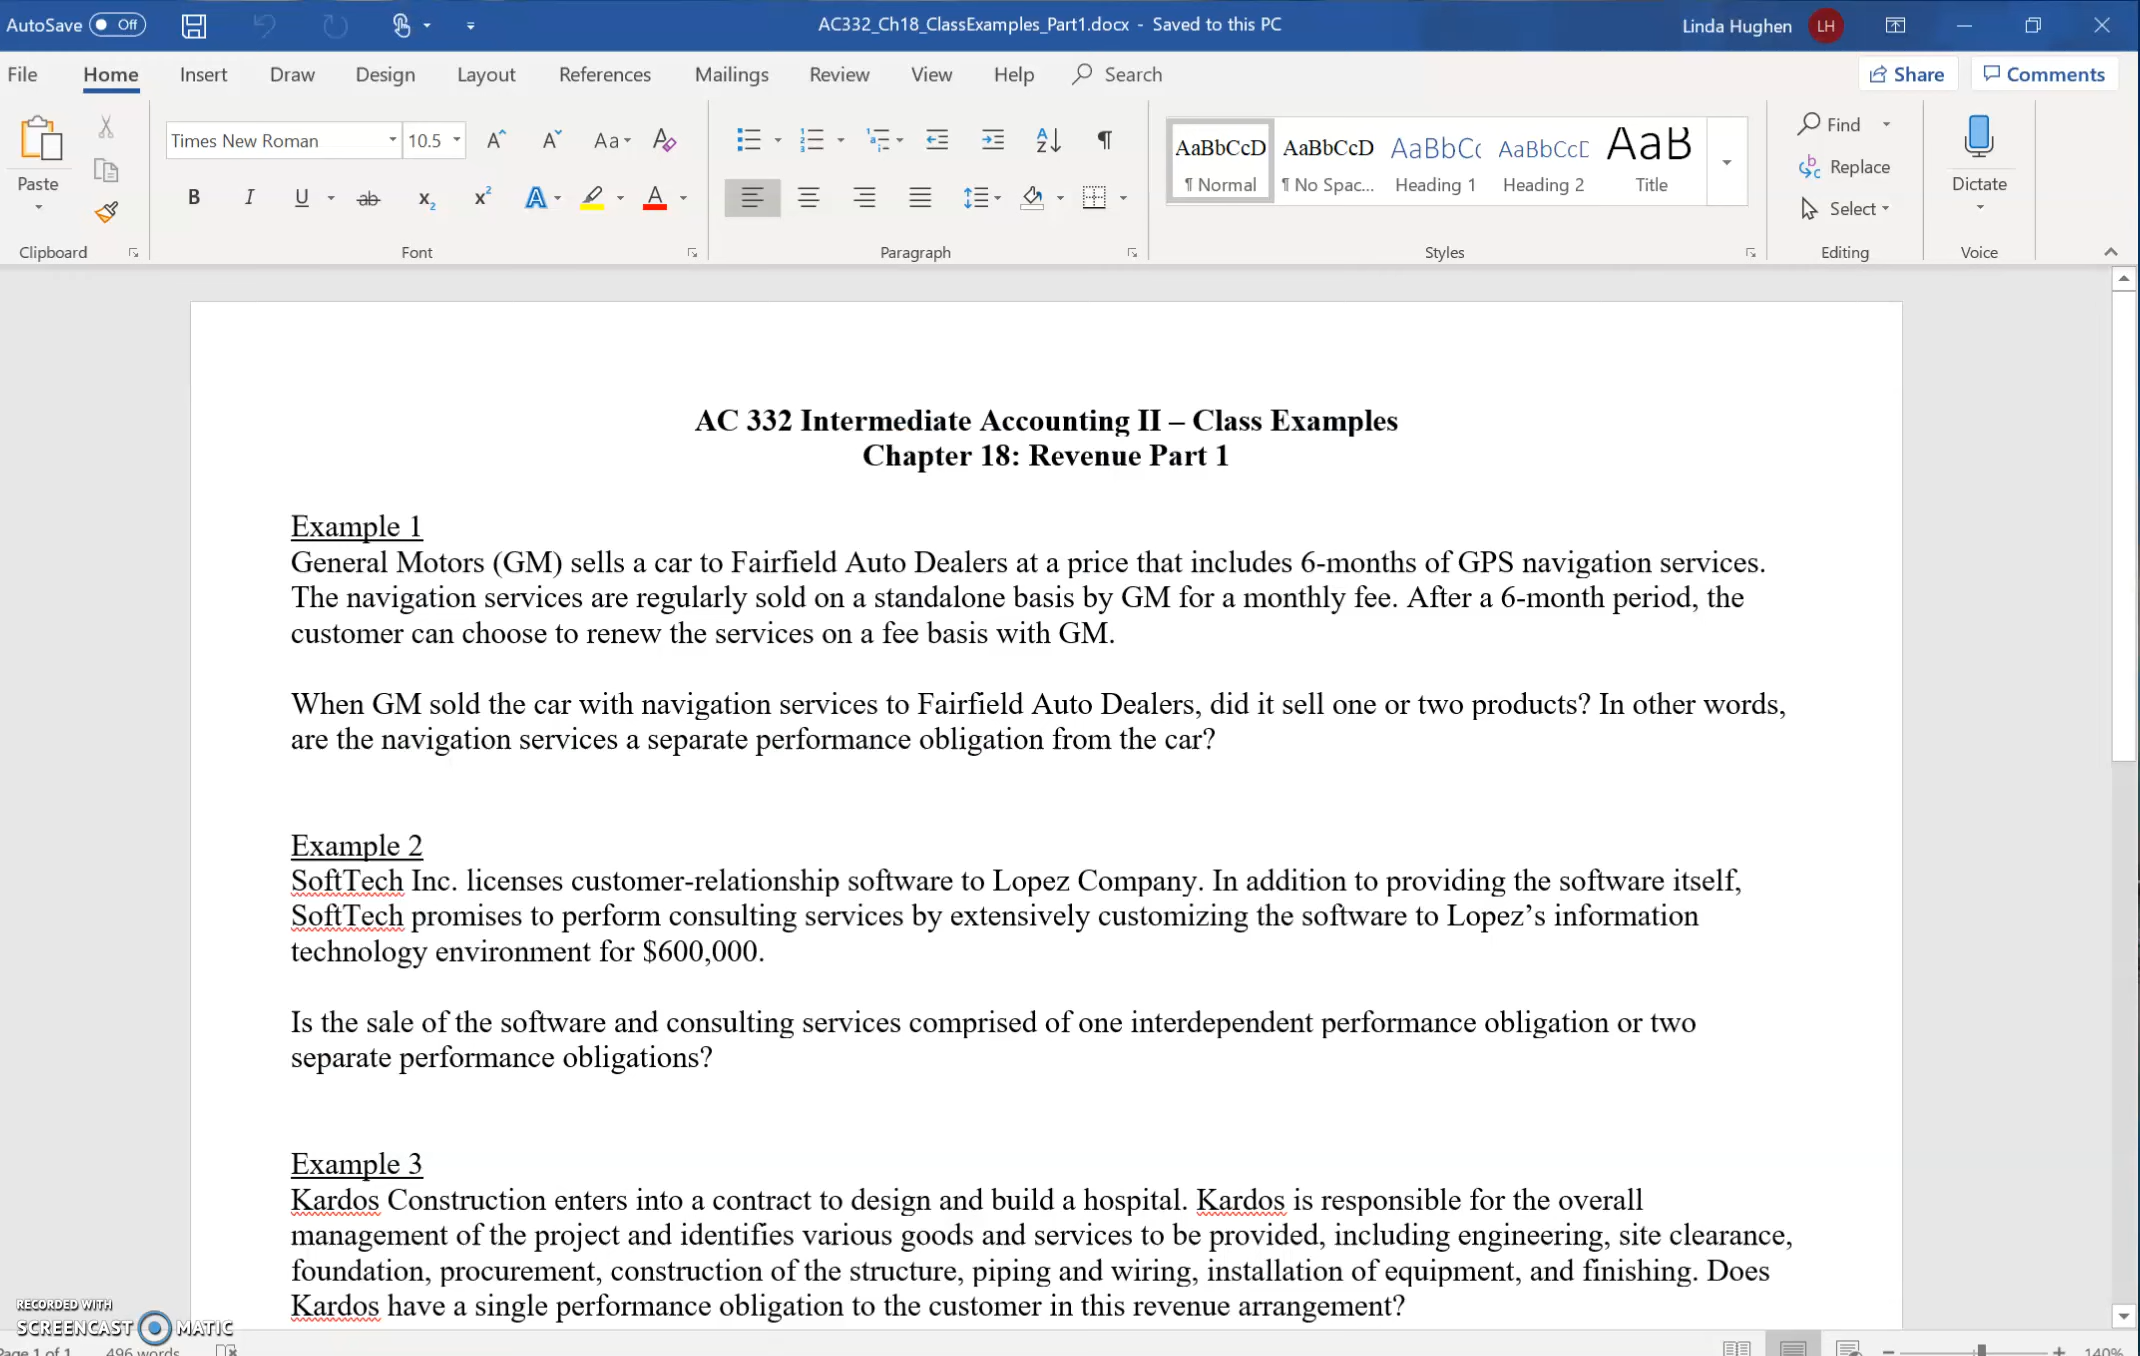 AutoSave Off AC332_Ch18_ClassExamples_Part1.docx - Saved to this PC Linda Hughen LH
File Home Insert Draw Design Layout References Mailings Review View Help Search Share Comments
Paste
Clipboard
Times New Roman 10.5 A A Aa A
B I U ab x2 x2 A A
Font
Paragraph
AaBbCcD AaBbCcD AaBbCc AaBbCcD AaB
¶ Normal ¶ No Spac... Heading 1 Heading 2 Title
Styles
Find
Replace
Select
Editing
Dictate
Voice
AC 332 Intermediate Accounting II – Class Examples
Chapter 18: Revenue Part 1
Example 1
General Motors (GM) sells a car to Fairfield Auto Dealers at a price that includes 6-months of GPS navigation services.
The navigation services are regularly sold on a standalone basis by GM for a monthly fee. After a 6-month period, the
customer can choose to renew the services on a fee basis with GM.
When GM sold the car with navigation services to Fairfield Auto Dealers, did it sell one or two products? In other words,
are the navigation services a separate performance obligation from the car?
Example 2
SoftTech Inc. licenses customer-relationship software to Lopez Company. In addition to providing the software itself,
SoftTech promises to perform consulting services by extensively customizing the software to Lopez’s information
technology environment for $600,000.
Is the sale of the software and consulting services comprised of one interdependent performance obligation or two
separate performance obligations?
Example 3
Kardos Construction enters into a contract to design and build a hospital. Kardos is responsible for the overall
management of the project and identifies various goods and services to be provided, including engineering, site clearance,
foundation, procurement, construction of the structure, piping and wiring, installation of equipment, and finishing. Does
Kardos have a single performance obligation to the customer in this revenue arrangement?
RECORDED WITH
SCREENCAST MATIC
Page 1 of 1 496 words 140%